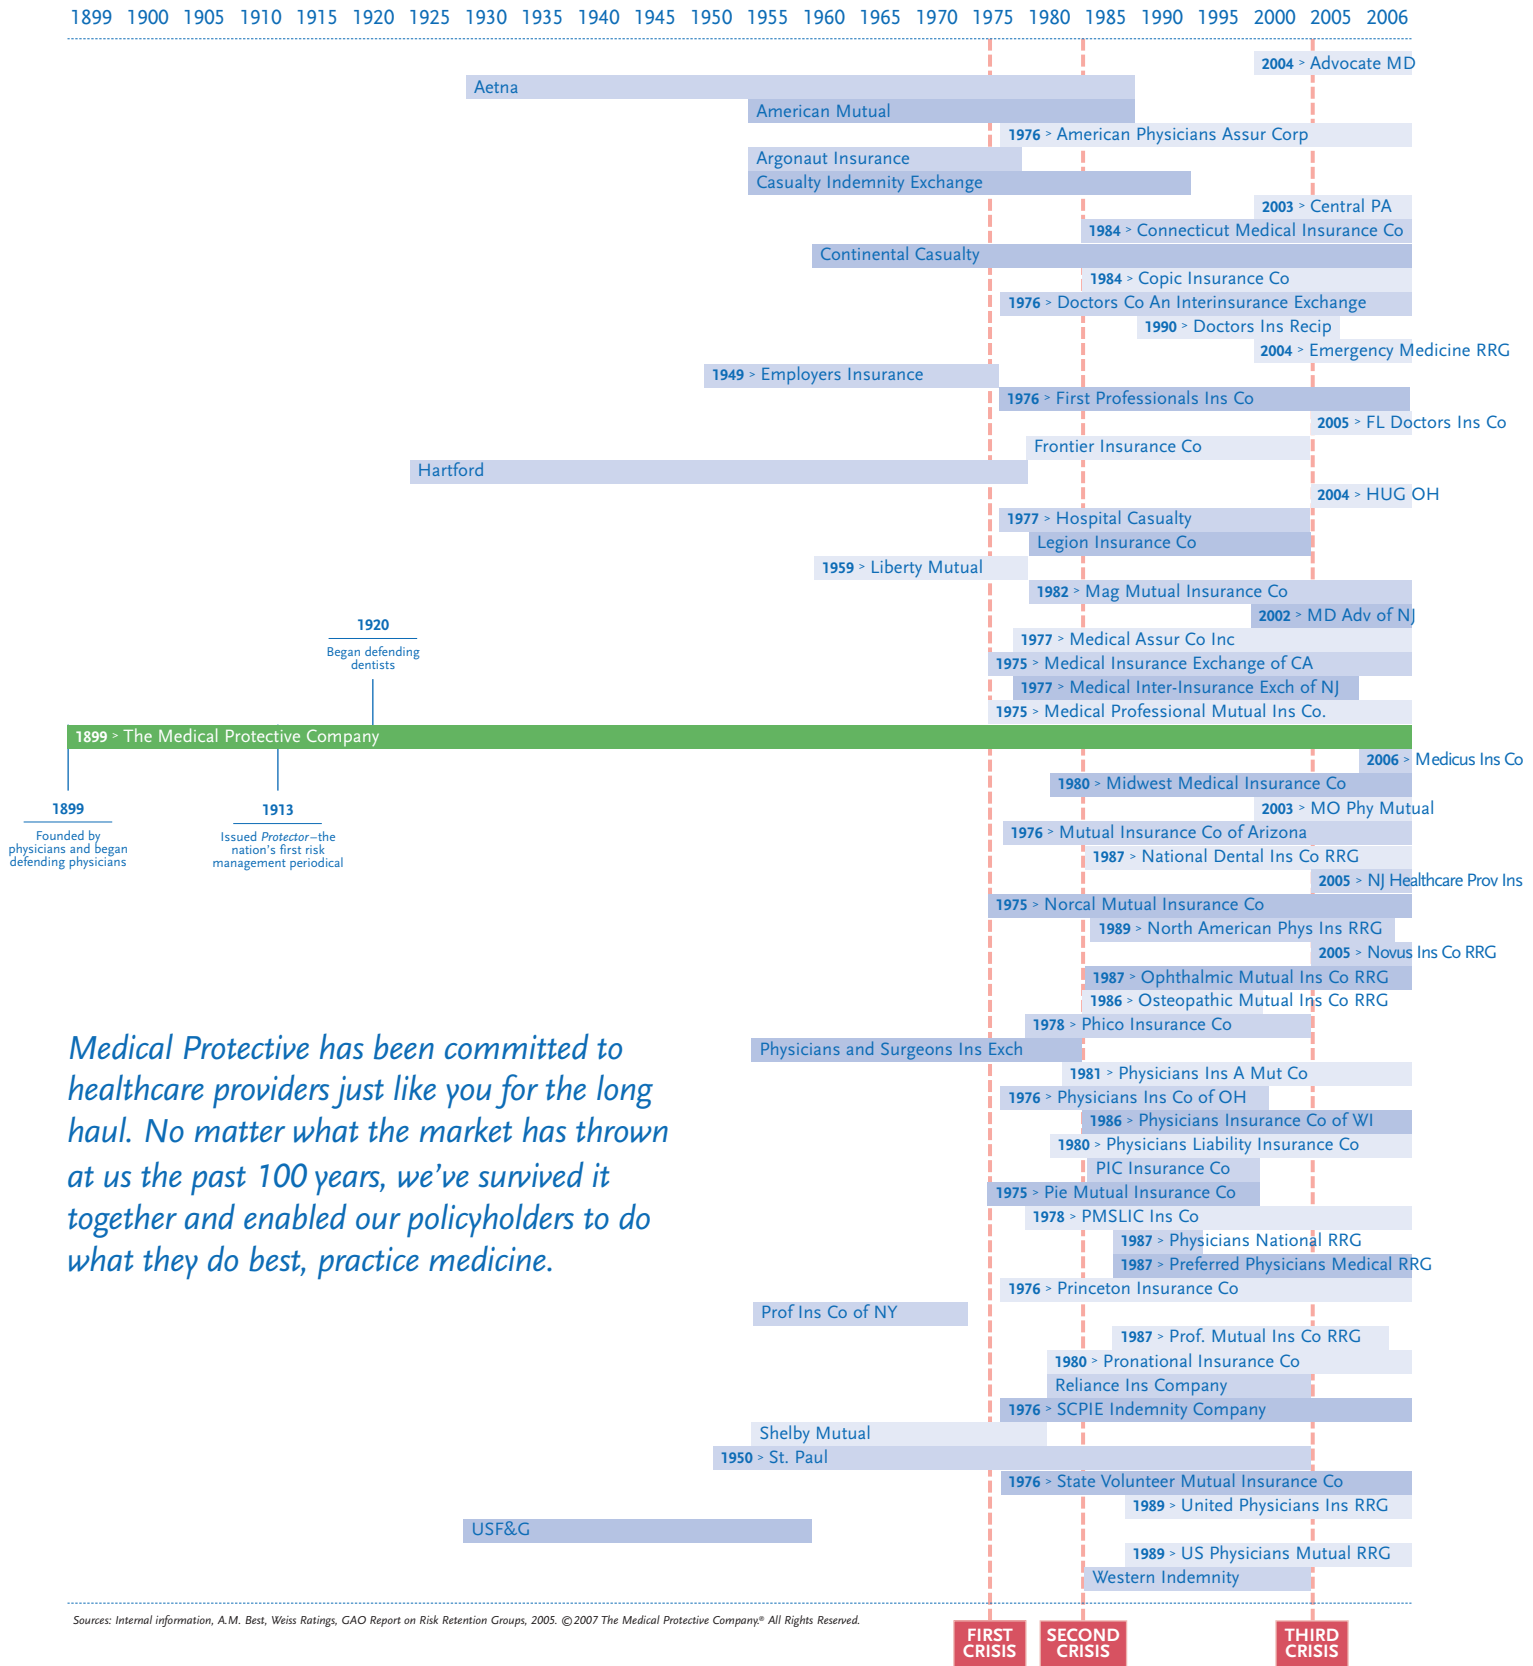 1899 1900 1905 1910 1915 1920 1925 1930 1935 1940 1945 1950 1955 1960 1965 1970 1975 1980 1985 1990 1995 2000 2005 2006
2004 > Advocate MD
Aetna
American Mutual
1976 > American Physicians Assur Corp
Argonaut Insurance
Casualty Indemnity Exchange
2003 > Central PA
1984 > Connecticut Medical Insurance Co
Continental Casualty
1984 > Copic Insurance Co
1976 > Doctors Co An Interinsurance Exchange
1990 > Doctors Ins Recip
2004 > Emergency Medicine RRG
1949 > Employers Insurance
1976 > First Professionals Ins Co
2005 > FL Doctors Ins Co
Frontier Insurance Co
Hartford
2004 > HUG OH
1977 > Hospital Casualty
Legion Insurance Co
1959 > Liberty Mutual
1982 > Mag Mutual Insurance Co
2002 > MD Adv of NJ
1920
Began defending
dentists
1977 > Medical Assur Co Inc
1975 > Medical Insurance Exchange of CA
1977 > Medical Inter-Insurance Exch of NJ
1975 > Medical Professional Mutual Ins Co.
1899 > The Medical Protective Company
1899
Founded by
physicians and began
defending physicians
1913
Issued Protector–the
nation's first risk
management periodical
2006 > Medicus Ins Co
1980 > Midwest Medical Insurance Co
2003 > MO Phy Mutual
1976 > Mutual Insurance Co of Arizona
1987 > National Dental Ins Co RRG
2005 > NJ Healthcare Prov Ins
1975 > Norcal Mutual Insurance Co
1989 > North American Phys Ins RRG
2005 > Novus Ins Co RRG
1987 > Ophthalmic Mutual Ins Co RRG
1986 > Osteopathic Mutual Ins Co RRG
1978 > Phico Insurance Co
Physicians and Surgeons Ins Exch
1981 > Physicians Ins A Mut Co
1976 > Physicians Ins Co of OH
1986 > Physicians Insurance Co of WI
1980 > Physicians Liability Insurance Co
PIC Insurance Co
1975 > Pie Mutual Insurance Co
1978 > PMSLIC Ins Co
1987 > Physicians National RRG
1987 > Preferred Physicians Medical RRG
1976 > Princeton Insurance Co
Prof Ins Co of NY
1987 > Prof. Mutual Ins Co RRG
1980 > Pronational Insurance Co
Reliance Ins Company
1976 > SCPIE Indemnity Company
Shelby Mutual
1950 > St. Paul
1976 > State Volunteer Mutual Insurance Co
1989 > United Physicians Ins RRG
USF&G
1989 > US Physicians Mutual RRG
Western Indemnity
Medical Protective has been committed to
healthcare providers just like you for the long
haul. No matter what the market has thrown
at us the past 100 years, we've survived it
together and enabled our policyholders to do
what they do best, practice medicine.
Sources: Internal information, A.M. Best, Weiss Ratings, GAO Report on Risk Retention Groups, 2005. ©2007 The Medical Protective Company.® All Rights Reserved.
FIRST
CRISIS
SECOND
CRISIS
THIRD
CRISIS